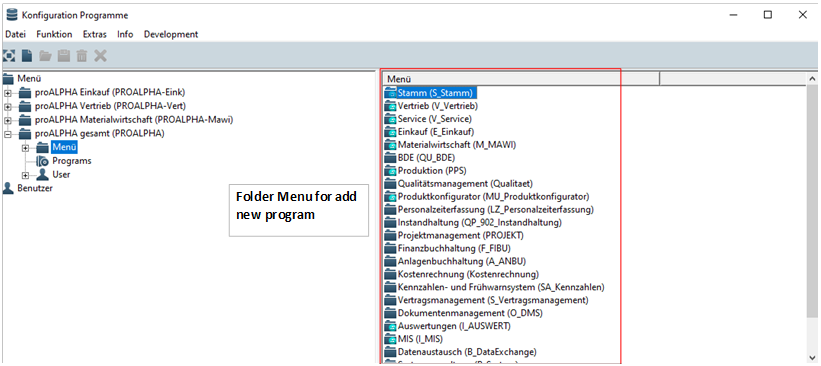 Konfiguration Programme
Datei Funktion Extras Info Development
Menü
proALPHA Einkauf (PROALPHA-Eink)
proALPHA Vertrieb (PROALPHA-Vert)
proALPHA Materialwirtschaft (PROALPHA-Mawi)
proALPHA gesamt (PROALPHA)
Menü
Programs
User
Benutzer
Folder Menu for add
new program
Menü
Stamm (S_Stamm)
Vertrieb (V_Vertrieb)
Service (V_Service)
Einkauf (E_Einkauf)
Materialwirtschaft (M_MAWI)
BDE (QU_BDE)
Produktion (PPS)
Qualitätsmanagement (Qualitaet)
Produktkonfigurator (MU_Produktkonfigurator)
Personalzeiterfassung (LZ_Personalzeiterfassung)
Instandhaltung (QP_902_Instandhaltung)
Projektmanagement (PROJEKT)
Finanzbuchhaltung (F_FIBU)
Anlagenbuchhaltung (A_ANBU)
Kostenrechnung (Kostenrechnung)
Kennzahlen- und Frühwarnsystem (SA_Kennzahlen)
Vertragsmanagement (S_Vertragsmanagement)
Dokumentenmanagement (O_DMS)
Auswertungen (I_AUSWERT)
MIS (I_MIS)
Datenaustausch (B_DataExchange)